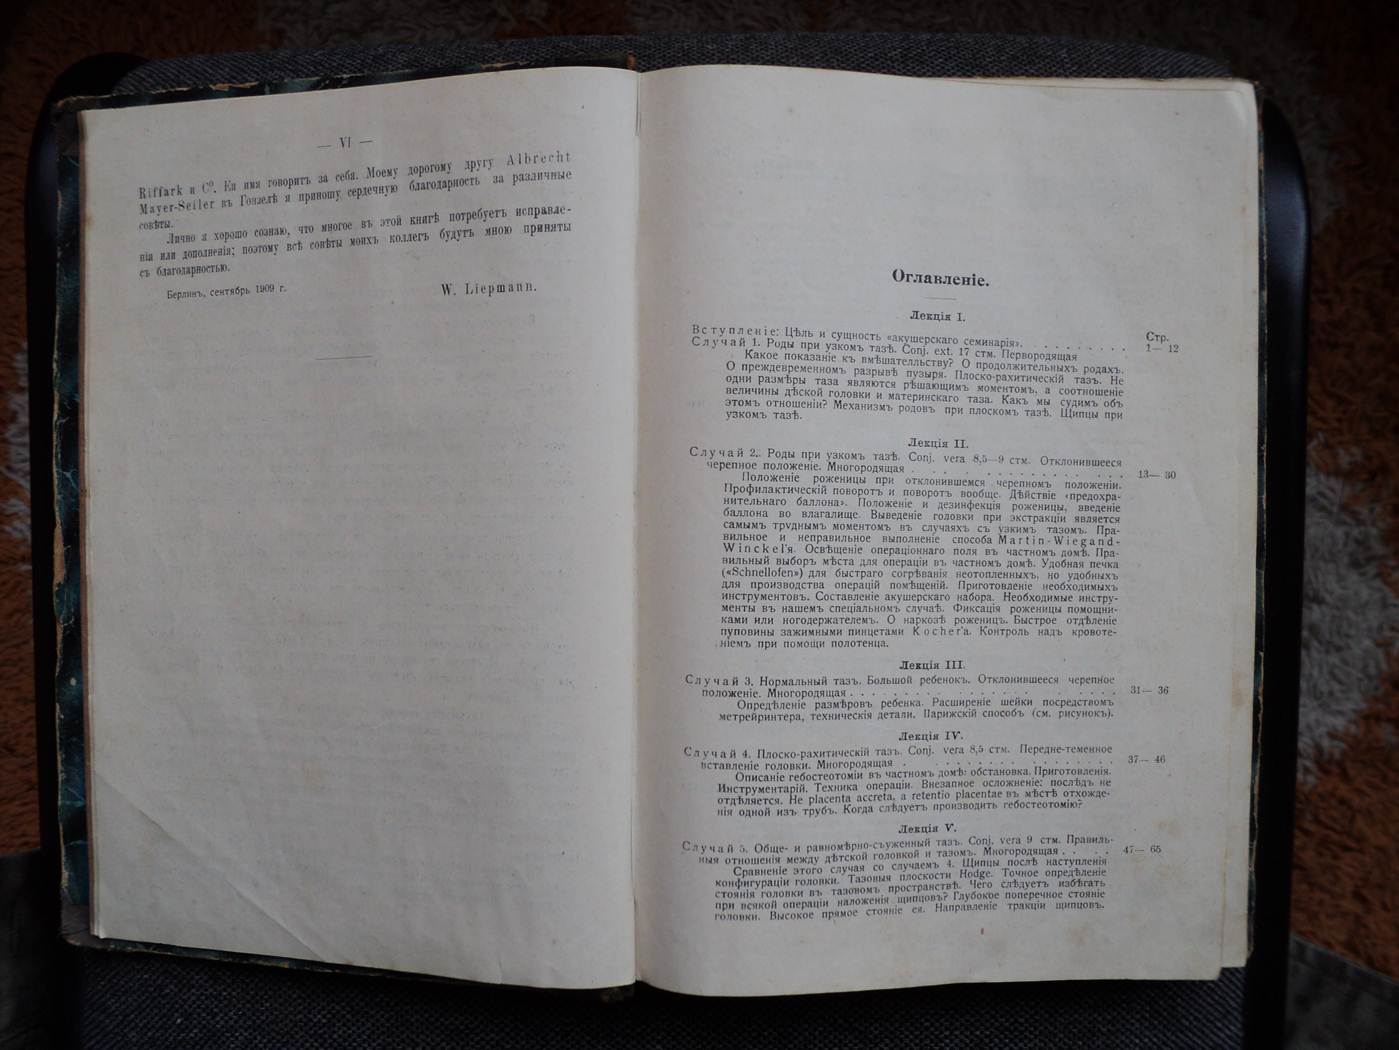 — VI —
Riffark и Cº. Ея имя говоритъ за себя. Моему дорогому другу Albrecht
Mayer-Seiler въ Гонзелѣ я приношу сердечную благодарность за различные
совѣты.
Лично я хорошо сознаю, что многое въ этой книгѣ потребуетъ исправле-
нія или дополненія; поэтому всѣ совѣты моихъ коллегъ будутъ мною приняты
съ благодарностью.
Берлинъ, сентябрь 1909 г.
W. Liepmann.
Оглавленіе.
Лекція I.
Стр.
Вступленіе: Цѣль и сущность «акушерскаго семинарія».
Случай 1. Роды при узкомъ тазѣ. Conj. ext. 17 стм. Первородящая . . . . . . . . 1— 12
Какое показаніе къ вмѣшательству? О продолжительныхъ родахъ.
О преждевременномъ разрывѣ пузыря. Плоско-рахитическій тазъ. Не
одни размѣры таза являются рѣшающимъ моментомъ, а соотношеніе
величины дѣской головки и материнскаго таза. Какъ мы судимъ объ
этомъ отношеніи? Механизмъ родовъ при плоскомъ тазѣ. Щипцы при
узкомъ тазѣ.
Лекція II.
Случай 2. Роды при узкомъ тазѣ. Conj. vera 8,5—9 стм. Отклонившееся
черепное положеніе. Многородящая . . . . . . . . . . . . . . . 13— 30
Положеніе роженицы при отклонившемся черепномъ положеніи.
Профилактическій поворотъ и поворотъ вообще. Дѣйствіе «предохра-
нительнаго баллона». Положеніе и дезинфекція роженицы, введеніе
баллона во влагалище. Выведеніе головки при экстракціи является
самымъ труднымъ моментомъ въ случаяхъ съ узкимъ тазомъ. Пра-
вильное и неправильное выполненіе способа Martin-Wiegand-
Winckel'я. Освѣщеніе операціоннаго поля въ частномъ домѣ. Пра-
вильный выборъ мѣста для операціи въ частномъ домѣ. Удобная печка
(«Schnellofen») для быстраго согрѣванія неотопленныхъ, но удобныхъ
для производства операцій помѣщеній. Приготовленіе необходимыхъ
инструментовъ. Составленіе акушерскаго набора. Необходимые инстру-
менты въ нашемъ спеціальномъ случаѣ. Фиксація роженицы помощни-
ками или ногодержателемъ. О наркозѣ роженицъ. Быстрое отдѣленіе
пуповины зажимными пинцетами Kocher'а. Контроль надъ кровоте-
ніемъ при помощи полотенца.
Лекція III.
Случай 3. Нормальный тазъ. Большой ребенокъ. Отклонившееся черепное
положеніе. Многородящая . . . . . . . . . . . . . . . . . . . 31— 36
Опредѣленіе размѣровъ ребенка. Расширеніе шейки посредствомъ
метрейринтера, техническія детали. Парижскій способъ (см. рисунокъ).
Лекція IV.
Случай 4. Плоско-рахитическій тазъ. Conj. vera 8,5 стм. Передне-теменное
вставленіе головки. Многородящая . . . . . . . . . . . . . . . 37— 46
Описаніе гебостеотоміи въ частномъ домѣ: обстановка. Приготовленія.
Инструментарій. Техника операціи. Внезапное осложненіе: послѣдъ не
отдѣляется. Не placenta accreta, а retentio placentae въ мѣстѣ отхожде-
нія одной изъ трубъ. Когда слѣдуетъ производить гебостеотомію?
Лекція V.
Случай 5. Обще- и равномѣрно-съуженный тазъ. Conj. vera 9 стм. Правиль-
ныя отношенія между дѣтской головкой и тазомъ. Многородящая . . . . 47— 65
Сравненіе этого случая со случаемъ 4. Щипцы послѣ наступленія
конфигураціи головки. Тазовыя плоскости Hodge. Точное опредѣленіе
стоянія головки въ тазовомъ пространствѣ. Чего слѣдуетъ избѣгать
при всякой операціи наложенія щипцовъ? Глубокое поперечное стояніе
головки. Высокое прямое стояніе ея. Направленіе тракціи щипцовъ.